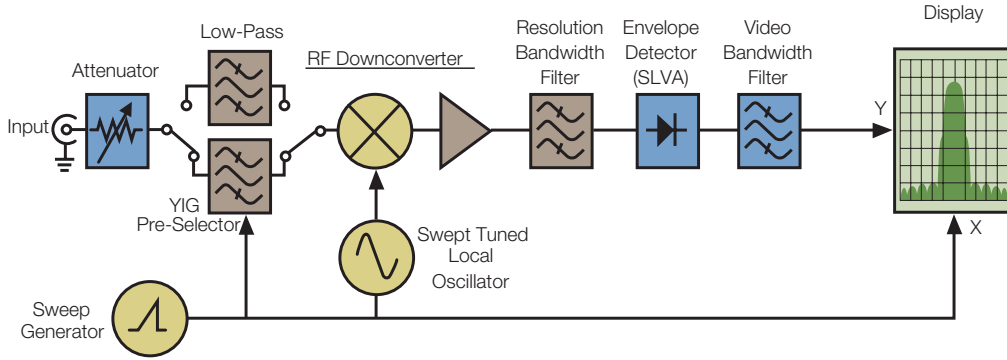 Display
Low-Pass
Resolution
Bandwidth
Filter
Envelope
Detector
(SLVA)
Video
Bandwidth
Filter
RF Downconverter
Attenuator
Input
Y
YIG
Pre-Selector
X
Swept Tuned
Local
Oscillator
Sweep
Generator